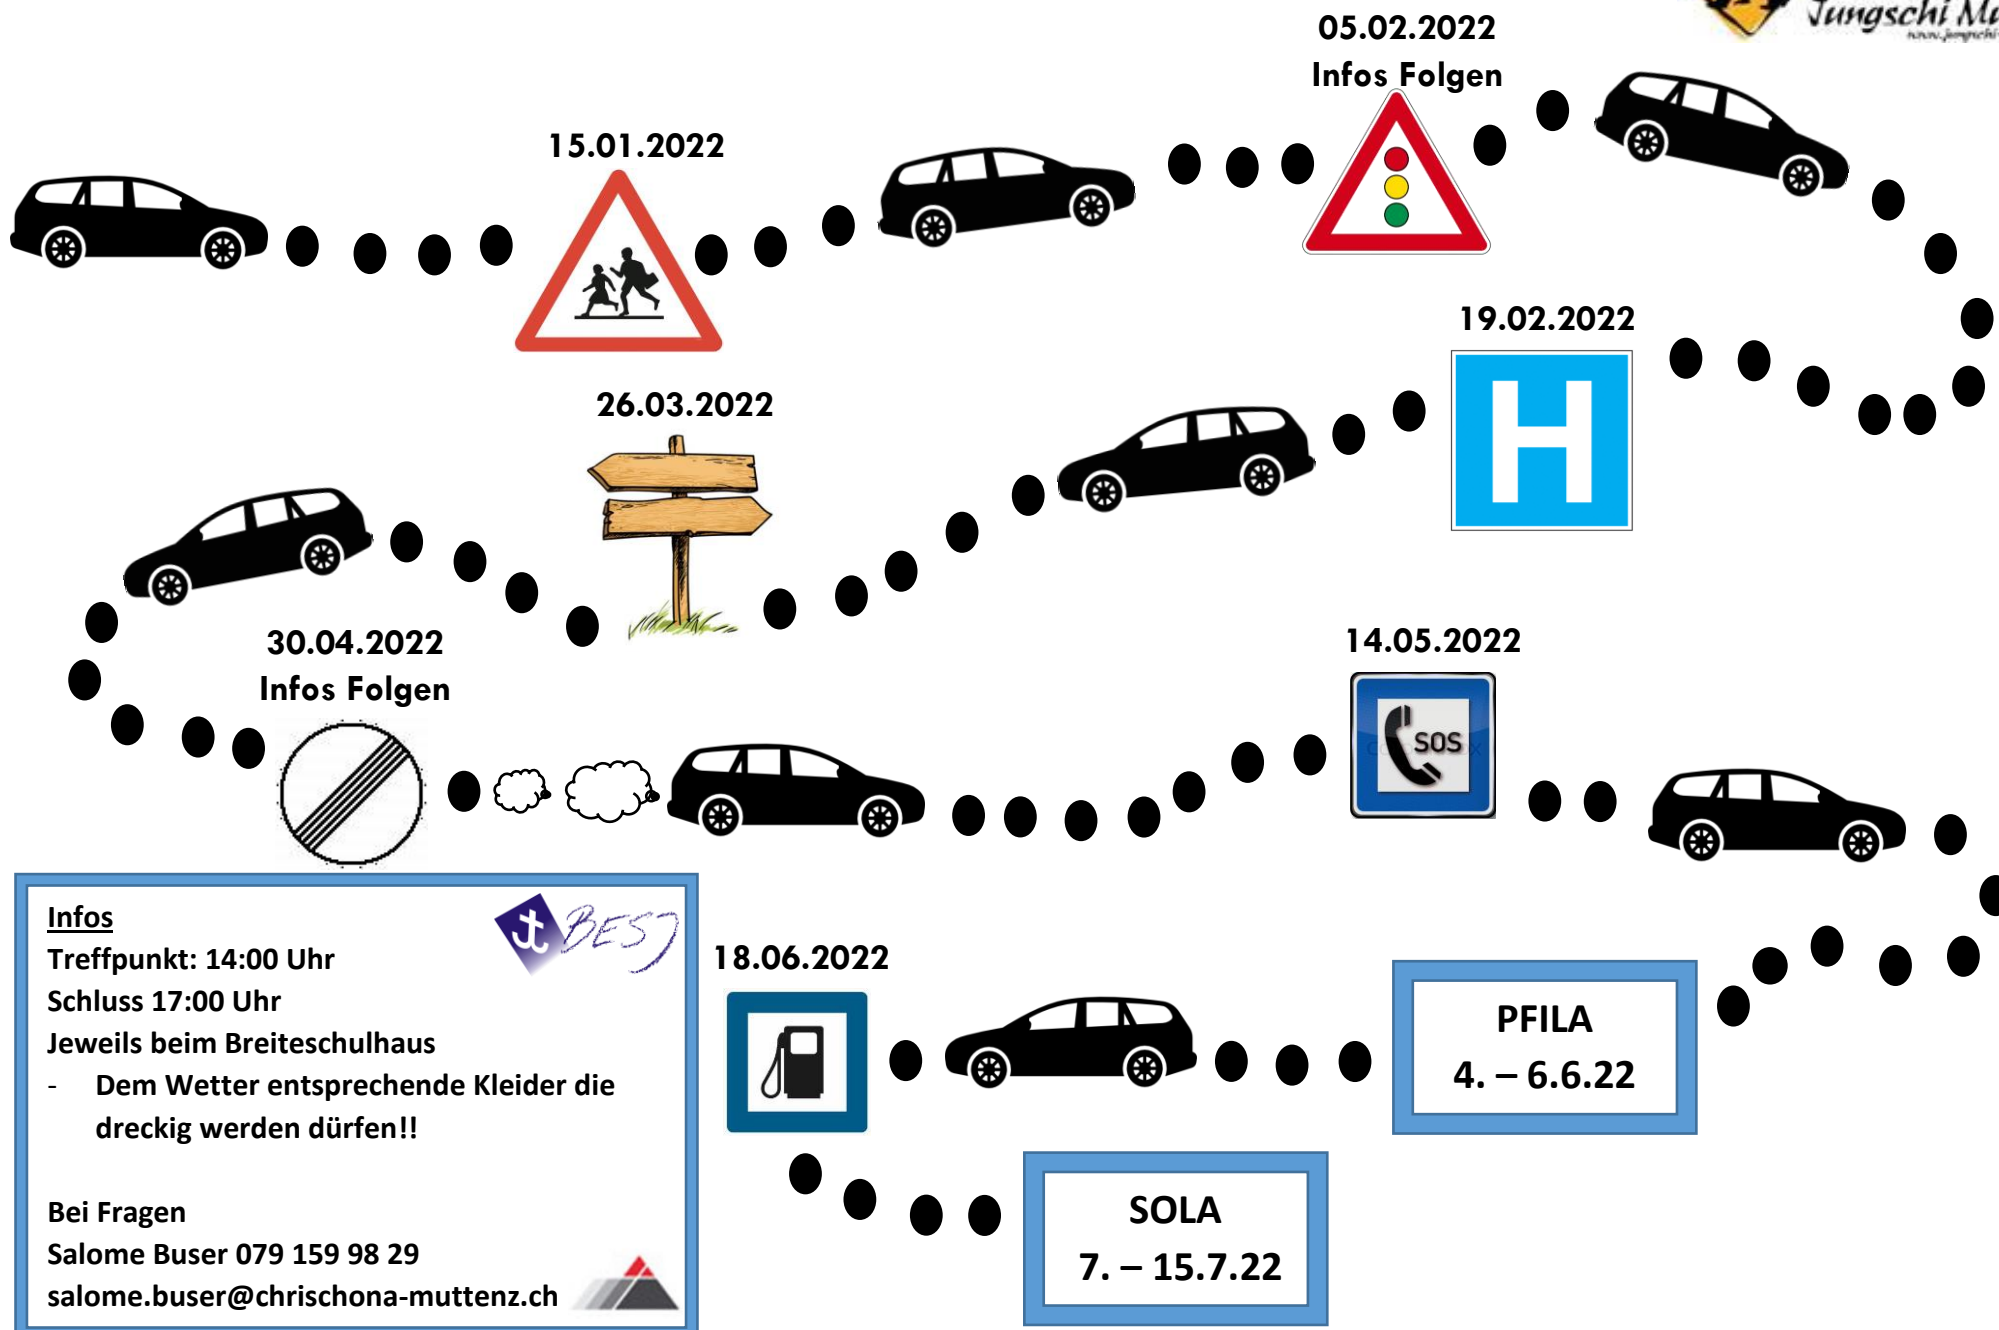 Jungschi
05.02.2022
Infos Folgen
15.01.2022
19.02.2022
26.03.2022
H
30.04.2022
Infos Folgen
14.05.2022
SOS
Infos
BESJ
Treffpunkt: 14:00 Uhr
Schluss 17:00 Uhr
Jeweils beim Breiteschulhaus
- Dem Wetter entsprechende Kleider die
dreckig werden dürfen!!
Bei Fragen
Salome Buser 079 159 98 29
salome.buser@chrischona-muttenz.ch
18.06.2022
PFILA
4. – 6.6.22
SOLA
7. – 15.7.22